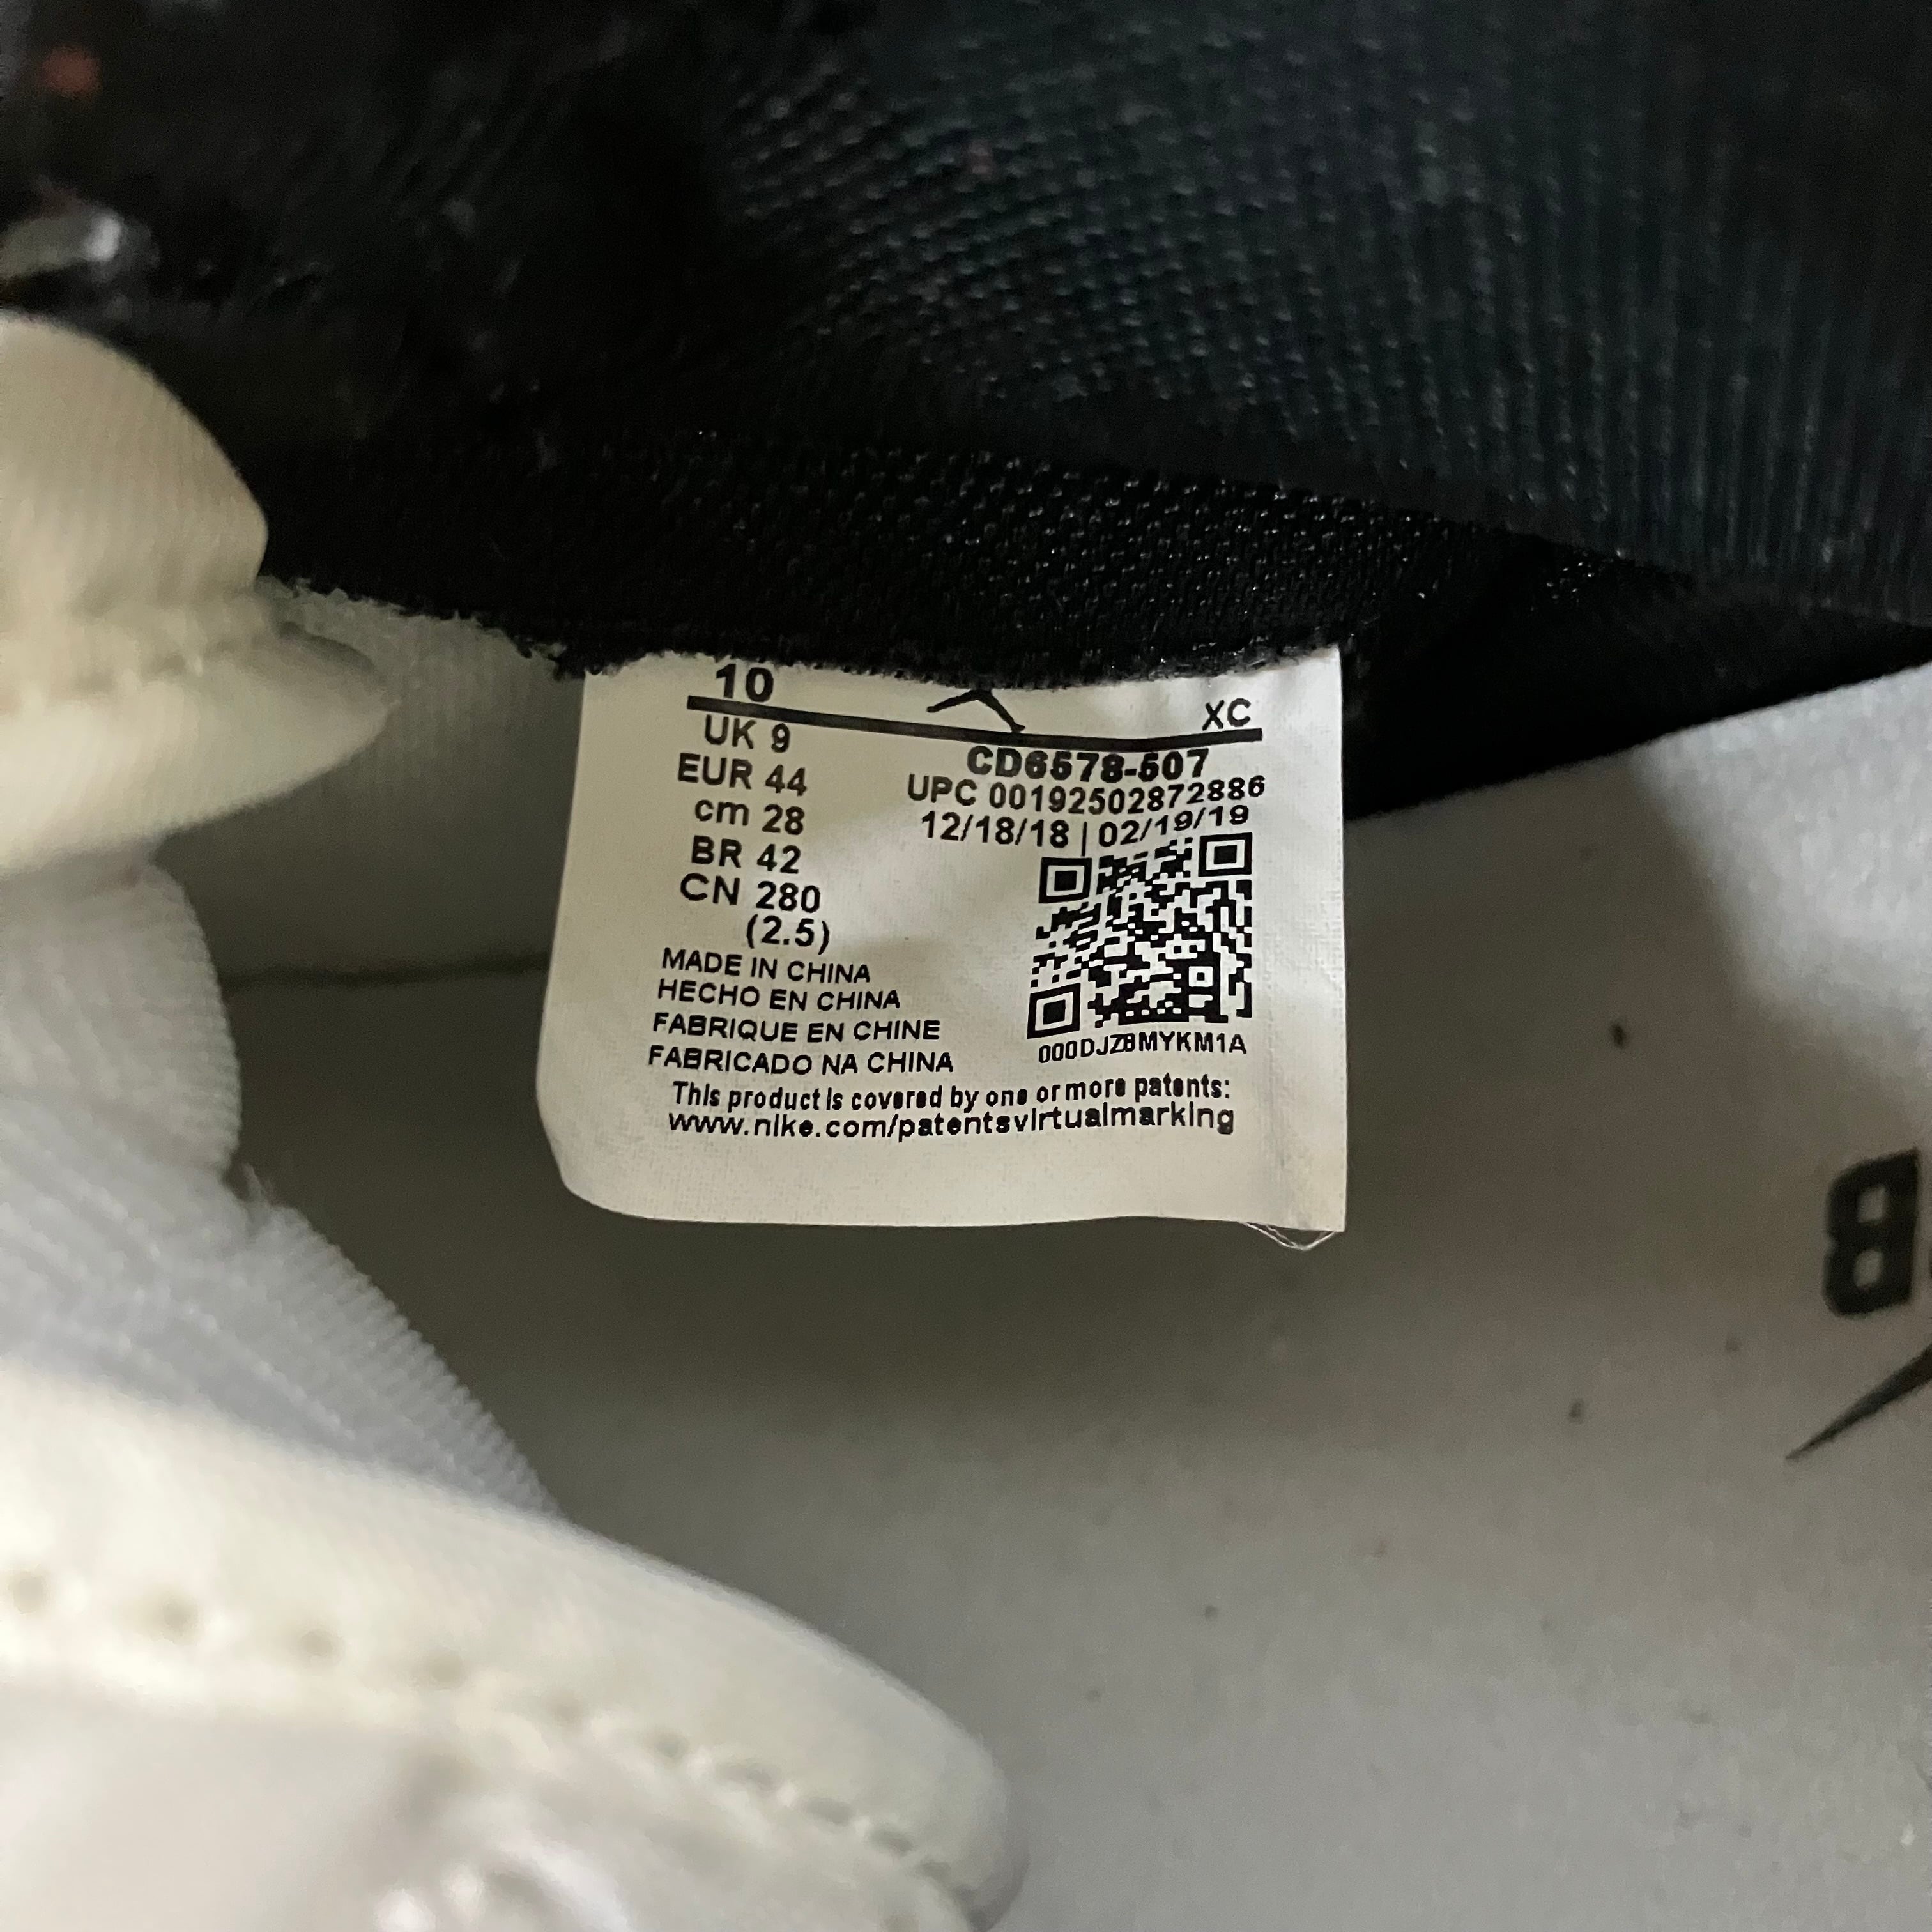 10
XC
UK 9
EUR 44
cm 28
BR 42
CN 280
(2.5)
CD6578-507
UPC 00192502872886
12/18/18 | 02/19/19
000DJZ8MYKM1A
MADE IN CHINA
HECHO EN CHINA
FABRIQUE EN CHINE
FABRICADO NA CHINA
This product is covered by one or more patents:
www.nike.com/patentsvirtualmarking